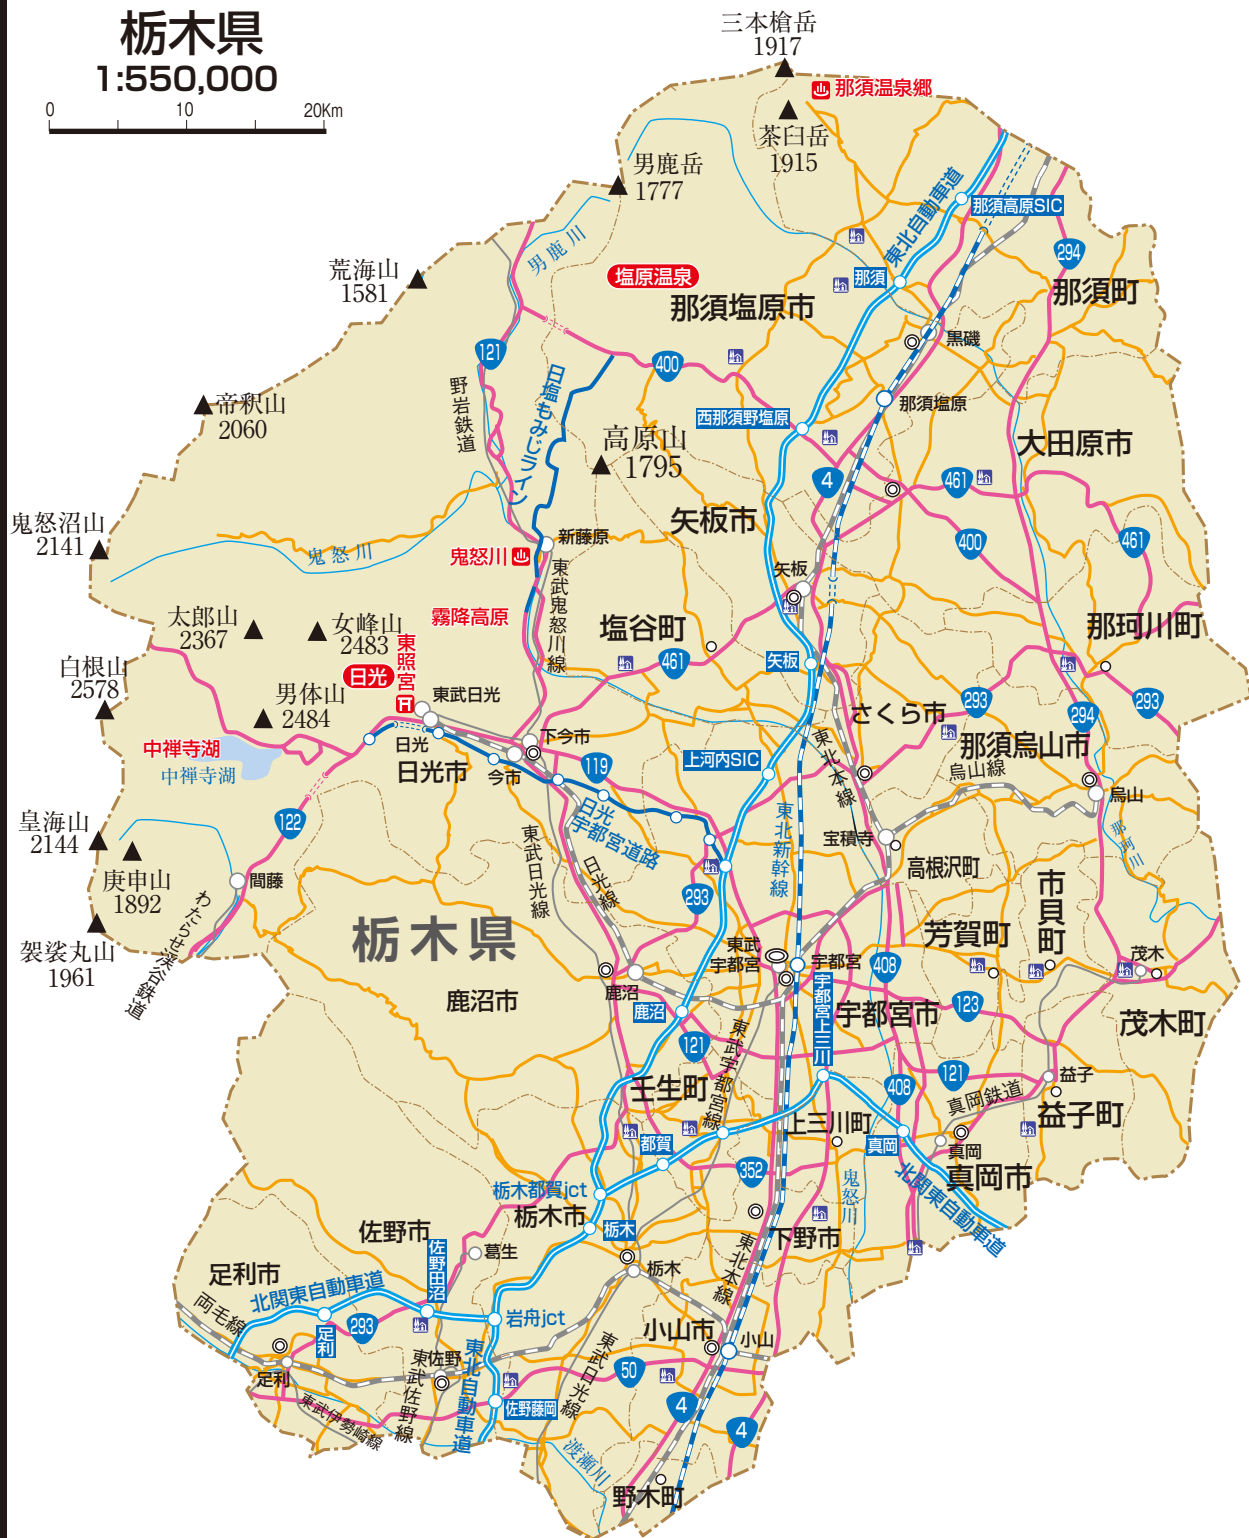 栃木県
1:550,000
0 10 20Km
三本槍岳
1917
那須温泉郷
茶臼岳
1915
男鹿岳
1777
東北自動車道
那須高原SIC
294
男鹿川
荒海山
1581
塩原温泉
那須
那須町
那須塩原市
黒磯
121
400
野岩鉄道
日塩もみじライン
帝釈山
2060
那須塩原
西那須野塩原
高原山
1795
大田原市
4
461
矢板市
鬼怒沼山
2141
鬼怒川
新藤原
鬼怒川
400
461
矢板
東武鬼怒川線
太郎山
2367
女峰山
2483
霧降高原
塩谷町
那珂川町
東照宮
白根山
2578
日光
461
矢板
男体山
2484
東武日光
293
293
さくら市
294
中禅寺湖
中禅寺湖
日光
下今市
日光市
今市
119
上河内SIC
東北本線
那須烏山市
烏山線
烏山
皇海山
2144
122
日光
宇都宮道路
東北新幹線
宝積寺
那珂川
庚申山
1892
間藤
東武日光線
日光線
高根沢町
市貝町
293
わたらせ渓谷鉄道
袈裟丸山
1961
栃木県
芳賀町
東武
宇都宮
宇都宮
408
茂木
鹿沼市
鹿沼
鹿沼
宇都宮上三川
宇都宮市
123
茂木町
121
東武宇都宮線
壬生町
408
121
真岡鉄道
益子
益子町
上三川町
都賀
真岡
真岡
栃木都賀jct
352
鬼怒川
真岡市
北関東自動車道
栃木市
栃木
佐野市
佐野田沼
葛生
下野市
足利市
北関東自動車道
栃木
東北本線
両毛線
足利
293
岩舟jct
小山市
小山
足利
東武佐野線
佐野
東北自動車道
東武日光線
50
佐野藤岡
東武伊勢崎線
4
4
渡瀬川
野木町